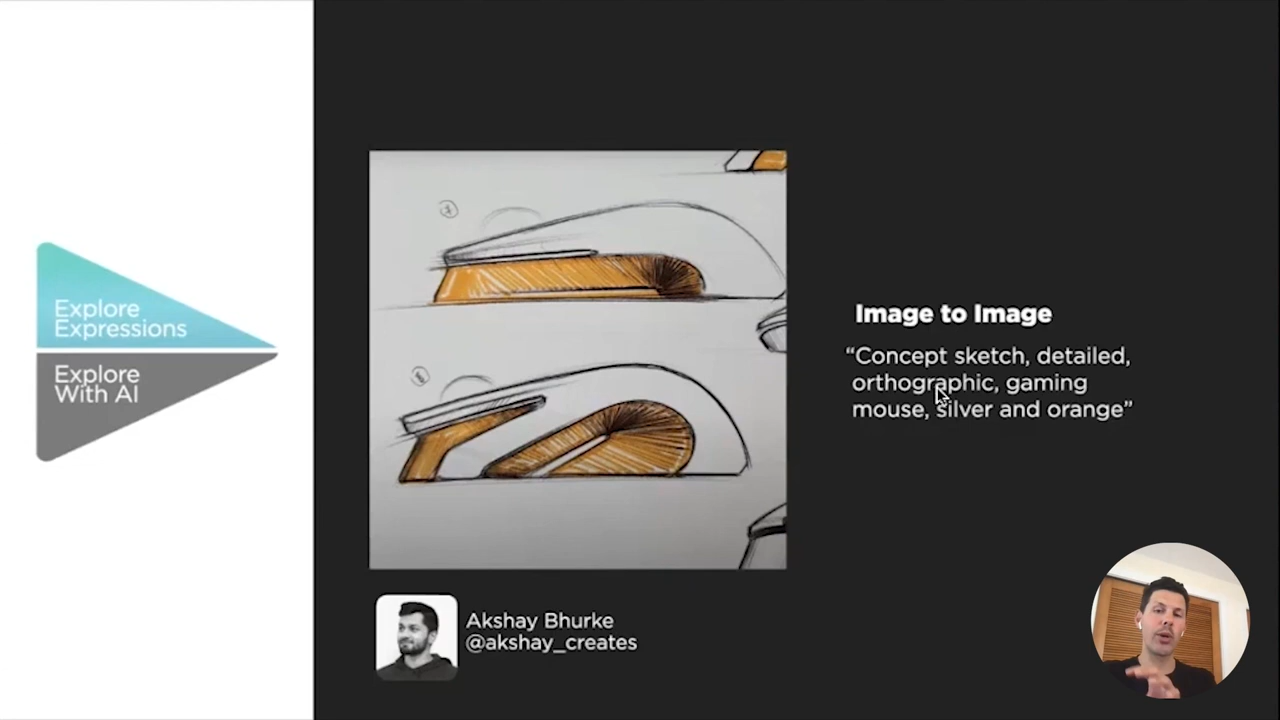 Explore
Expressions
Explore
With AI
Image to Image
“Concept sketch, detailed,
orthographic, gaming
mouse, silver and orange”
Akshay Bhurke
@akshay_creates